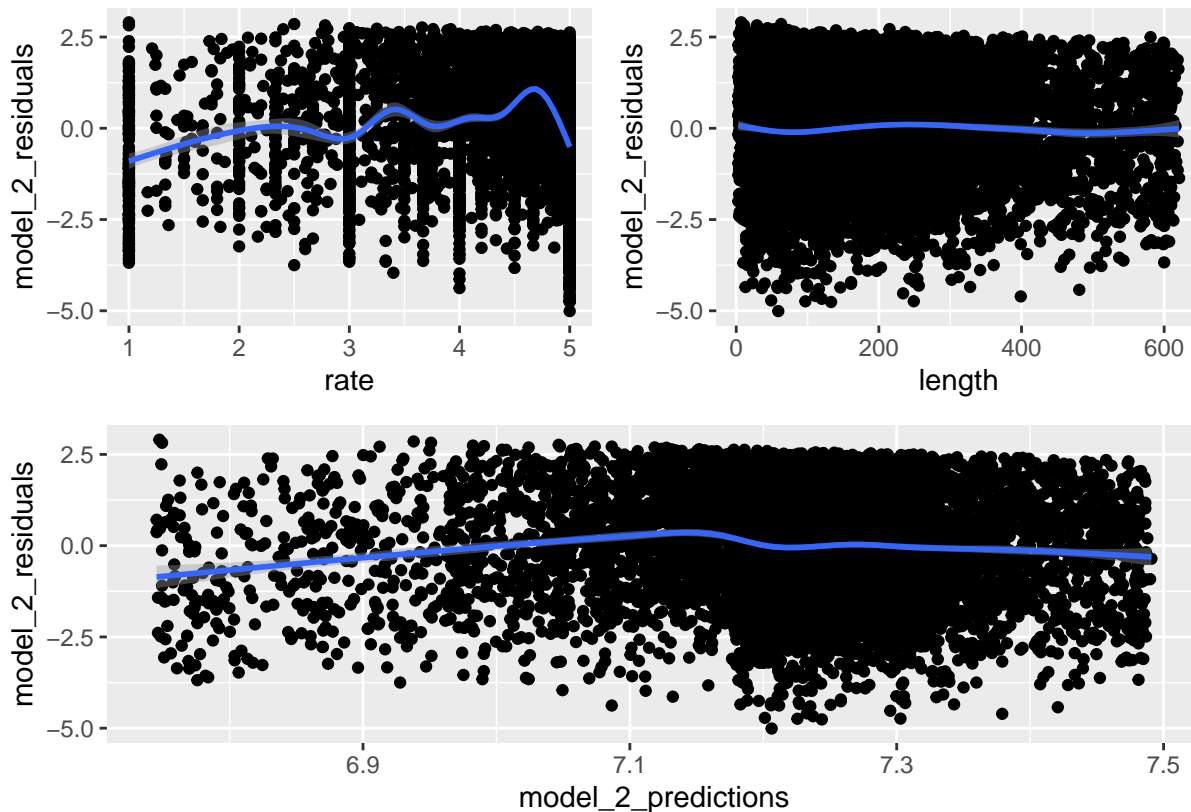 2.5
0.0
−2.5
−5.0
model_2_residuals
1 2 3 4 5
rate
2.5
0.0
−2.5
−5.0
model_2_residuals
0 200 400 600
length
2.5
0.0
−2.5
−5.0
model_2_residuals
6.9 7.1 7.3 7.5
model_2_predictions